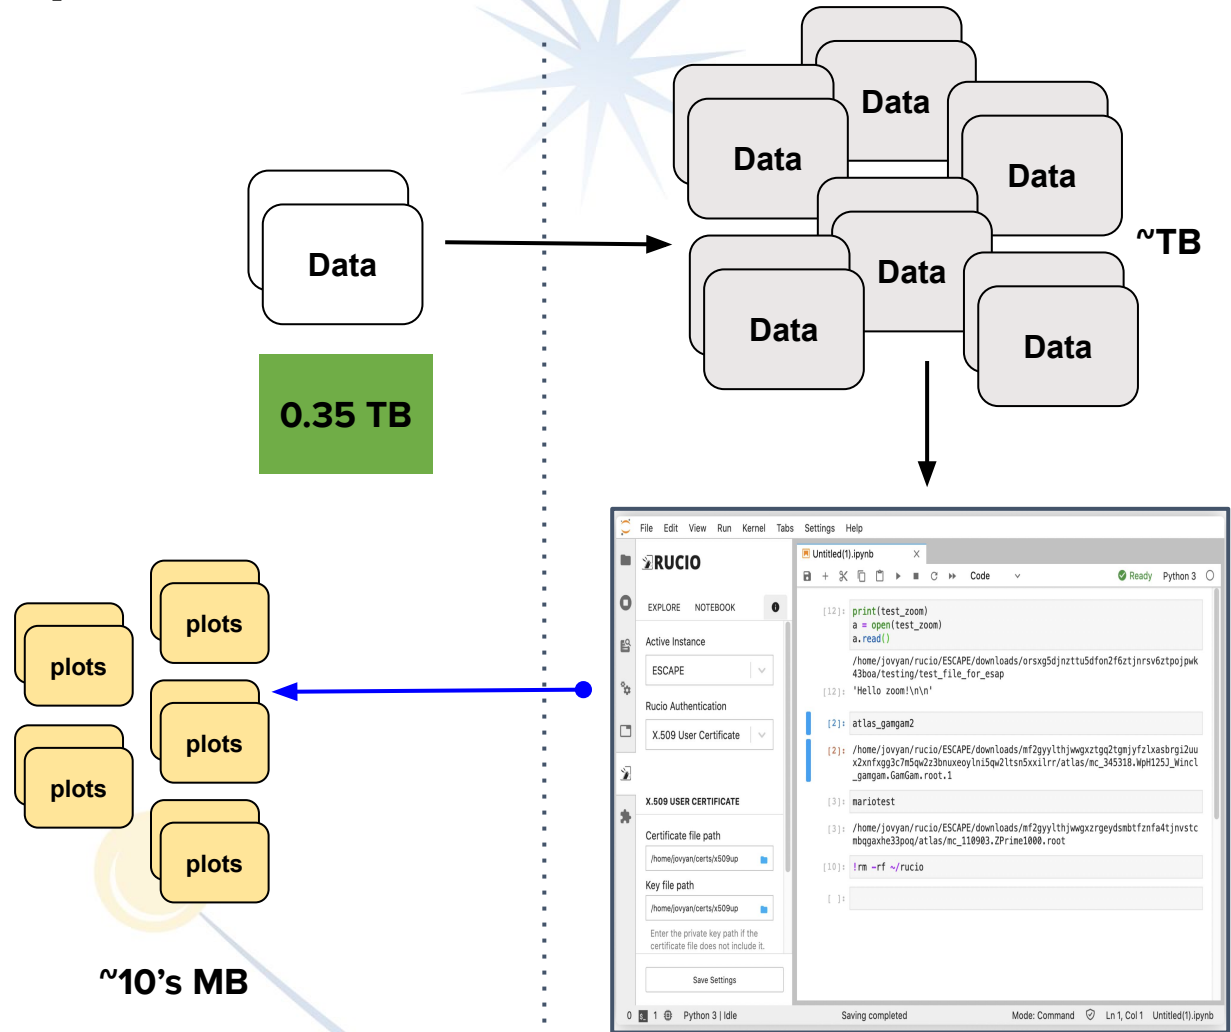 Data
Data
Data
Data
Data
Data
Data
~TB
0.35 TB
plots
plots
plots
plots
plots
~10's MB
File Edit View Run Kernel Tabs Settings Help
RUCIO
EXPLORE NOTEBOOK
Active Instance
ESCAPE
Rucio Authentication
X.509 User Certificate
X.509 USER CERTIFICATE
Certificate file path
/home/jovyan/certs/x509up
Key file path
/home/jovyan/certs/x509up
Enter the private key path if the
certificate file does not include it.
Save Settings
Untitled(1).ipynb
Code
Ready Python 3
[12]: print(test_zoom)
a = open(test_zoom)
a.read()
/home/jovyan/rucio/ESCAPE/downloads/orsxg5djnzttu5dfon2f6ztjnrsv6ztpojpwk
43boa/testing/test_file_for_esap
[12]: 'Hello zoom!\n\n'
[2]: atlas_gamgam2
[2]: /home/jovyan/rucio/ESCAPE/downloads/mf2gyylthjwwgxztgq2tgmjyfzlxasbrgi2uu
x2xnfxgg3c7m5qw2z3bnuxeoylni5qw2ltsn5xxilrr/atlas/mc_345318.WpH125J_Wincl
_gamgam.GamGam.root.1
[3]: mariotest
[3]: /home/jovyan/rucio/ESCAPE/downloads/mf2gyylthjwwgxzrgeydsmbtfznfa4tjnvstc
mbqgaxhe33poq/atlas/mc_110903.ZPrime1000.root
[10]: !rm -rf ~/rucio
[ ]:
0 1 Python 3 | Idle Saving completed Mode: Command Ln 1, Col 1 Untitled(1).ipynb